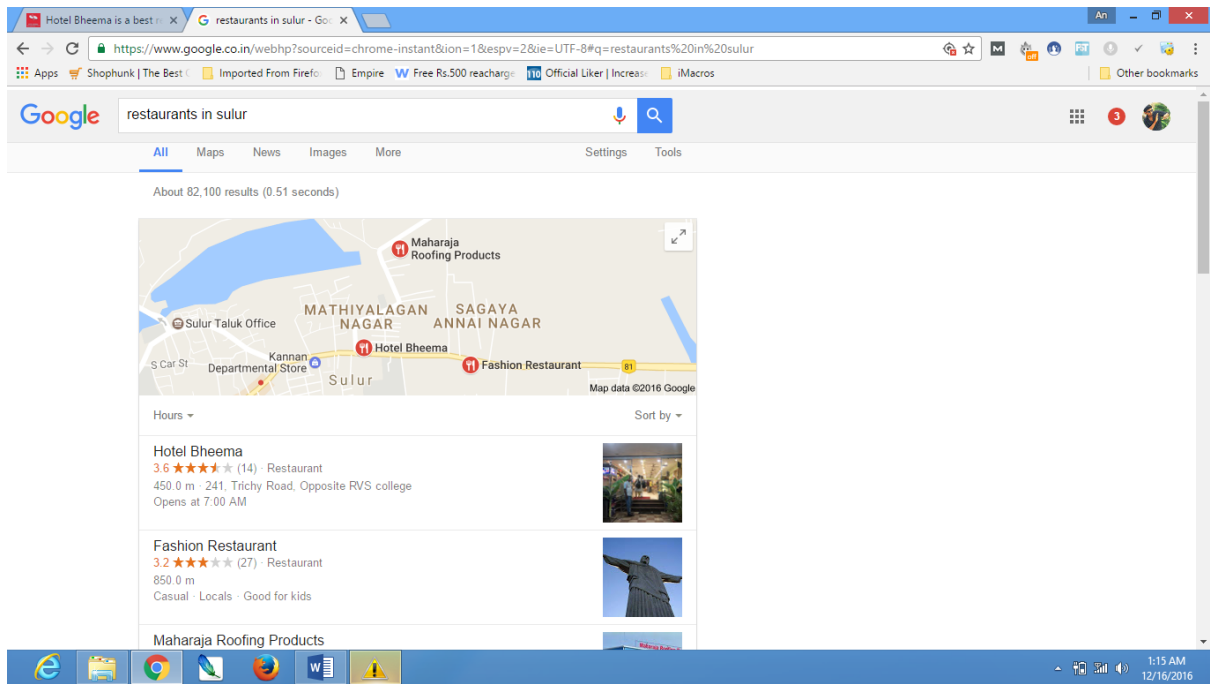 Hotel Bheema is a best r
restaurants in sulur - Goo
An
https://www.google.co.in/webhp?sourceid=chrome-instant&ion=1&espv=2&ie=UTF-8#q=restaurants%20in%20sulur
Apps
Shophunk | The Best
Imported From Firefo
Empire
Free Rs.500 reacharge
Official Liker | Increase
iMacros
Other bookmarks
Google
restaurants in sulur
3
All Maps News Images More Settings Tools
About 82,100 results (0.51 seconds)
Maharaja
Roofing Products
MATHIYALAGAN
NAGAR
SAGAYA
ANNAI NAGAR
Sulur Taluk Office
Hotel Bheema
Kannan
Departmental Store
S Car St
Fashion Restaurant
81
Sulur
Map data ©2016 Google
Hours
Sort by
Hotel Bheema
3.6 (14) · Restaurant
450.0 m · 241, Trichy Road, Opposite RVS college
Opens at 7:00 AM
Fashion Restaurant
3.2 (27) · Restaurant
850.0 m
Casual · Locals · Good for kids
Maharaja Roofing Products
1:15 AM
12/16/2016